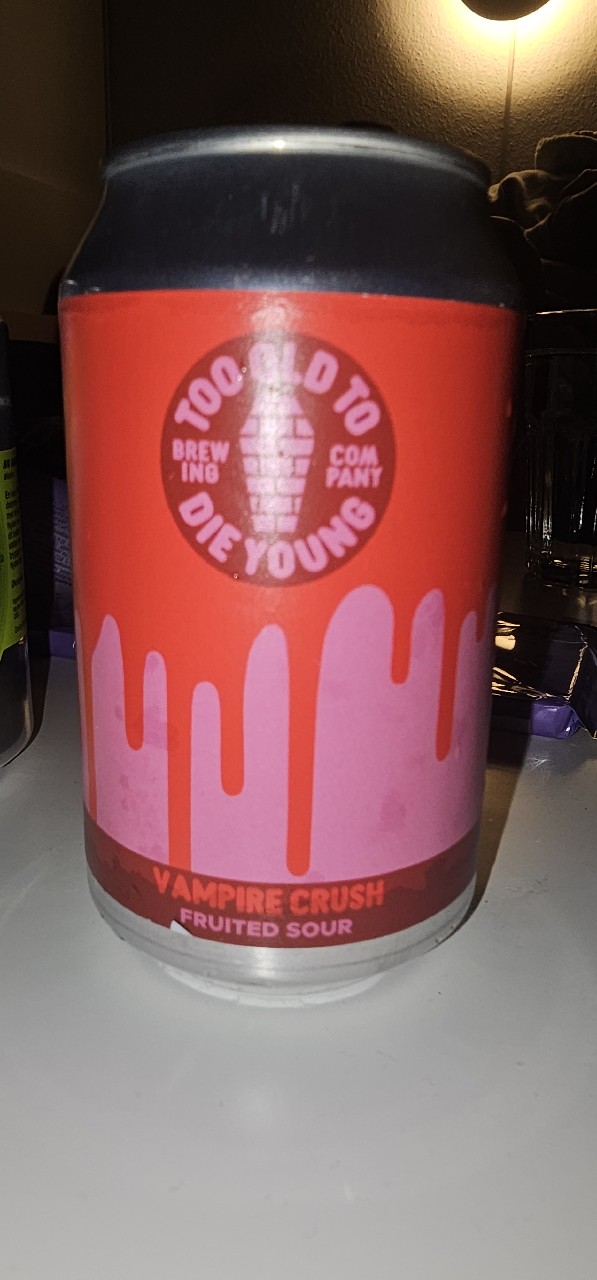 TOO OLD TO
BREW
ING
COM
PANY
DIE YOUNG
VAMPIRE CRUSH
FRUITED SOUR